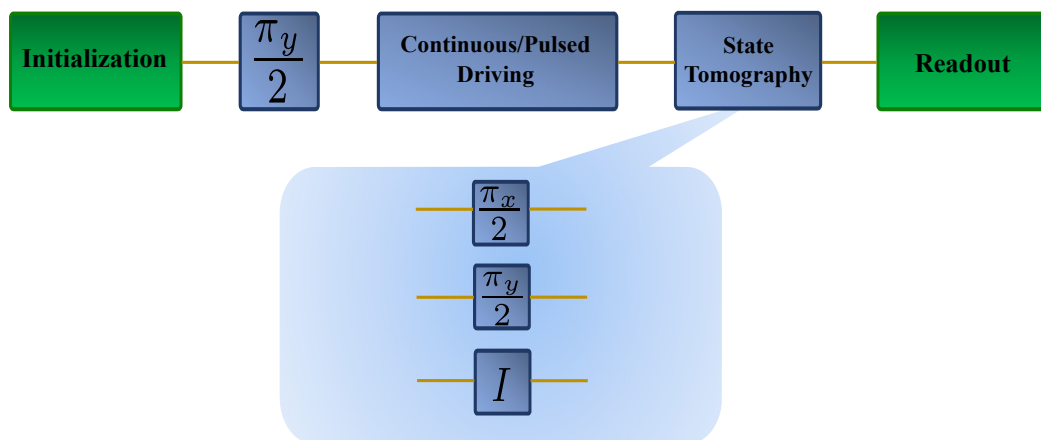 Initialization
π_y/2
Continuous/Pulsed
Driving
State
Tomography
Readout
π_x/2
π_y/2
I